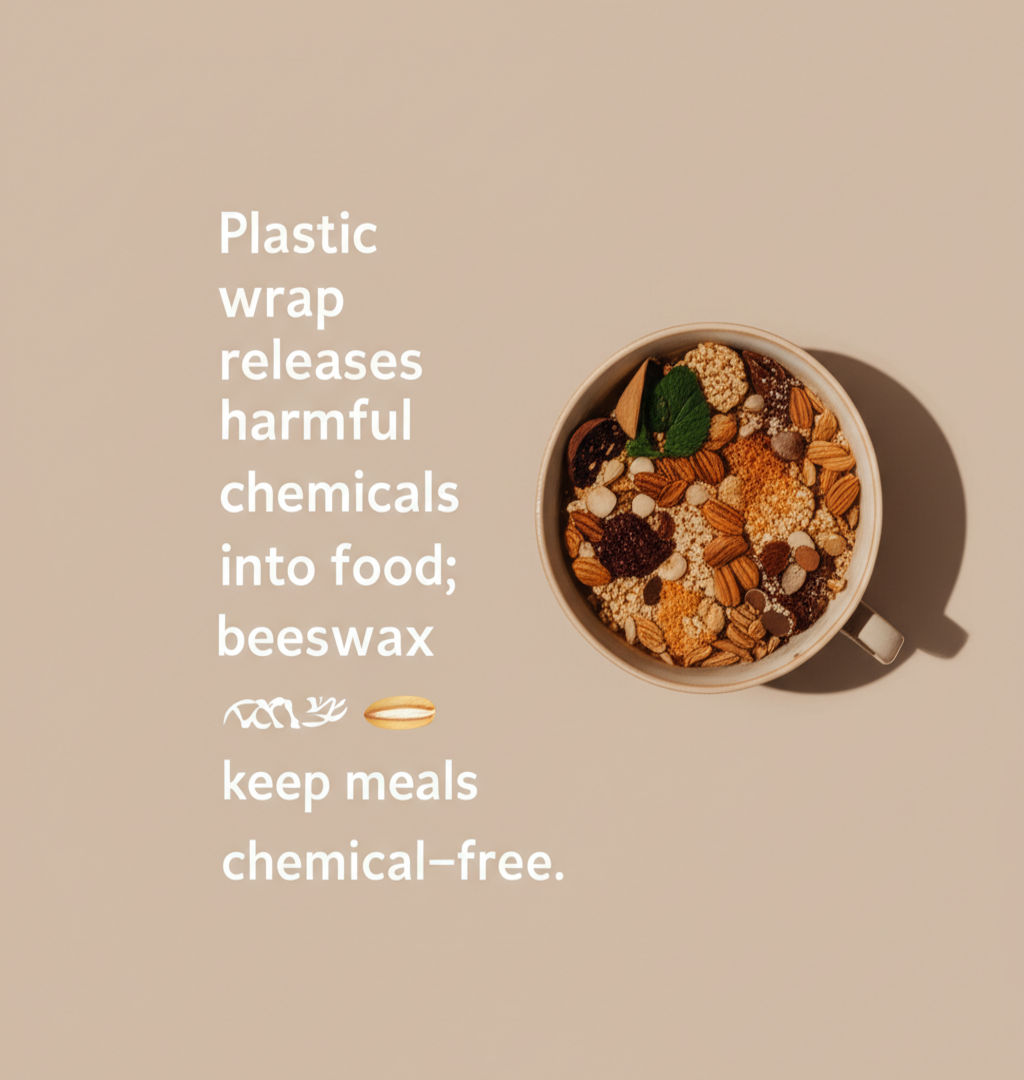 Plastic
wrap
releases
harmful
chemicals
into food;
beeswax
keep meals
chemical–free.